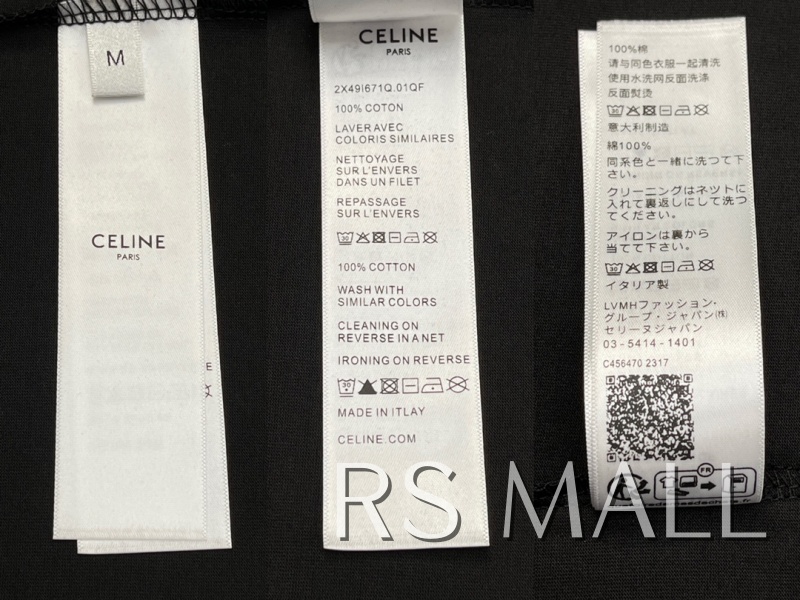 M
CELINE
PARIS
E
CELINE
PARIS
2X49I671Q.01QF
100% COTON
LAVER AVEC
COLORIS SIMILAIRES
NETTOYAGE
SUR L'ENVERS
DANS UN FILET
REPASSAGE
SUR L'ENVERS
30
100% COTTON
WASH WITH
SIMILAR COLORS
CLEANING ON
REVERSE IN A NET
IRONING ON REVERSE
30
MADE IN ITLAY
CELINE.COM
100%棉
请与同色衣服一起清洗
使用水洗网反面洗涤
反面熨烫
30
意大利制造
綿100%
同系色と一緒に洗つて下
さい。
クリーニングはネツトに
入れて裏返しにして洗つ
てください。
アイロンは裏から
当てて下さい。
30
イタリア製
LVMHファッション・
グループ・ジャパン㈱
セリーヌジャパン
03-5414-1401
C456470 2317
FR
RS MALL